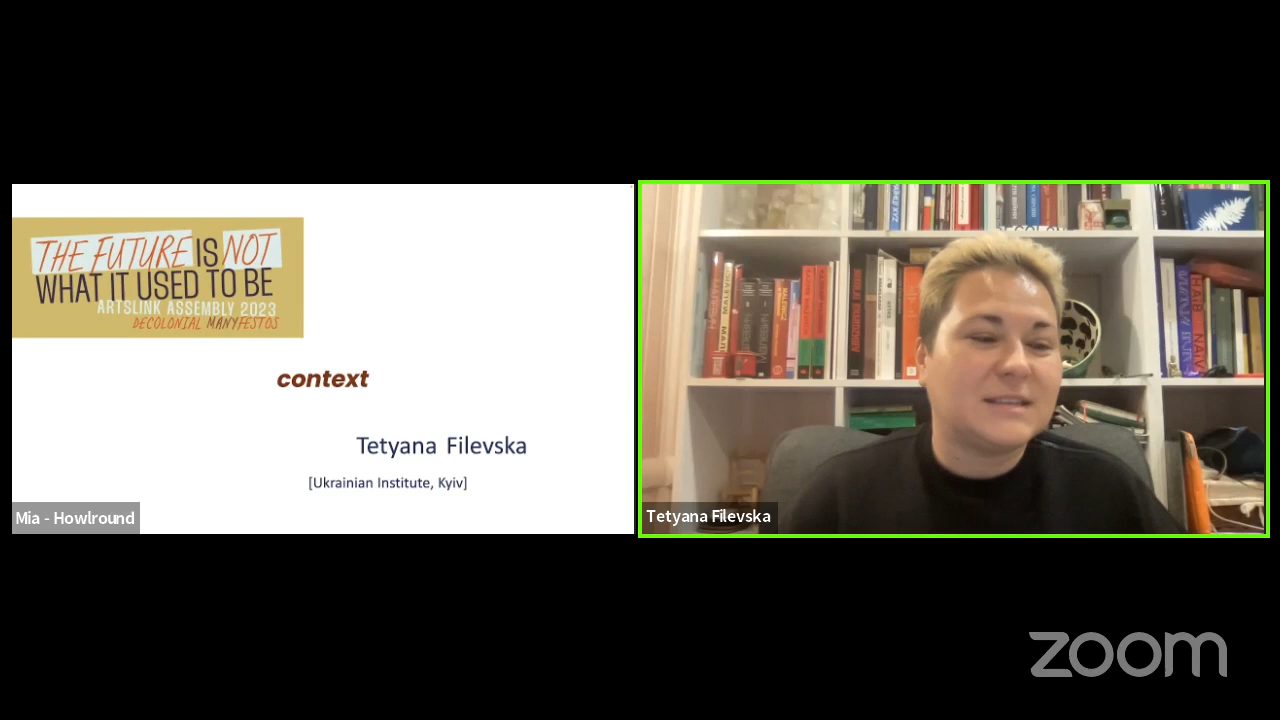 THE FUTURE IS NOT
WHAT IT USED TO BE
ARTSLINK ASSEMBLY 2023
DECOLONIAL MANYFESTOS
context
Tetyana Filevska
[Ukrainian Institute, Kyiv]
Mia - Howlround
Tetyana Filevska
NAÏV
zoom